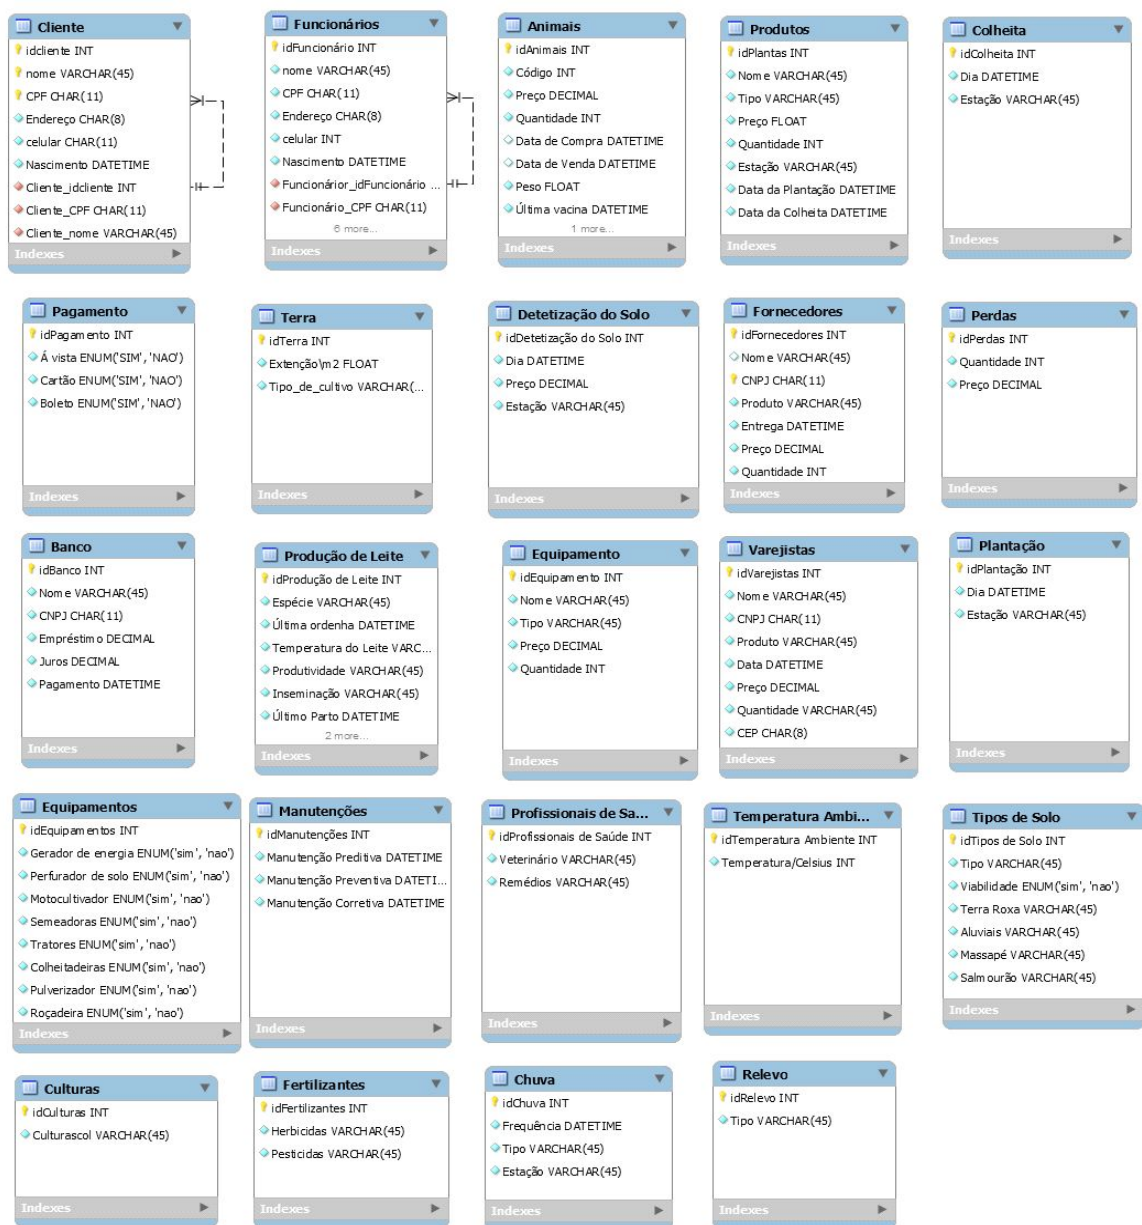 Cliente
idcliente INT
nome VARCHAR(45)
CPF CHAR(11)
Endereço CHAR(8)
celular CHAR(11)
Nascimento DATETIME
Cliente_idcliente INT
Cliente_CPF CHAR(11)
Cliente_nome VARCHAR(45)
Indexes
Funcionários
idFuncionário INT
nome VARCHAR(45)
CPF CHAR(11)
Endereço CHAR(8)
celular INT
Nascimento DATETIME
Funcionárior_idFuncionário ...
Funcionário_CPF CHAR(11)
6 more...
Indexes
Animais
idAnimais INT
Código INT
Preço DECIMAL
Quantidade INT
Data de Compra DATETIME
Data de Venda DATETIME
Peso FLOAT
Última vacina DATETIME
1 more...
Indexes
Produtos
idPlantas INT
Nome VARCHAR(45)
Tipo VARCHAR(45)
Preço FLOAT
Quantidade INT
Estação VARCHAR(45)
Data da Plantação DATETIME
Data da Colheita DATETIME
Indexes
Colheita
idColheita INT
Dia DATETIME
Estação VARCHAR(45)
Indexes
Pagamento
idPagamento INT
Á vista ENUM('SIM', 'NAO')
Cartão ENUM('SIM', 'NAO')
Boleto ENUM('SIM', 'NAO')
Indexes
Terra
idTerra INT
Extenção\m2 FLOAT
Tipo_de_cultivo VARCHAR(...
Indexes
Detetização do Solo
idDetetização do Solo INT
Dia DATETIME
Preço DECIMAL
Estação VARCHAR(45)
Indexes
Fornecedores
idFornecedores INT
Nome VARCHAR(45)
CNPJ CHAR(11)
Produto VARCHAR(45)
Entrega DATETIME
Preço DECIMAL
Quantidade INT
Indexes
Perdas
idPerdas INT
Quantidade INT
Preço DECIMAL
Indexes
Banco
idBanco INT
Nome VARCHAR(45)
CNPJ CHAR(11)
Empréstimo DECIMAL
Juros DECIMAL
Pagamento DATETIME
Indexes
Produção de Leite
idProdução de Leite INT
Espécie VARCHAR(45)
Última ordenha DATETIME
Temperatura do Leite VARC...
Produtividade VARCHAR(45)
Inseminação VARCHAR(45)
Último Parto DATETIME
2 more...
Indexes
Equipamento
idEquipamento INT
Nome VARCHAR(45)
Tipo VARCHAR(45)
Preço DECIMAL
Quantidade INT
Indexes
Varejistas
idVarejistas INT
Nome VARCHAR(45)
CNPJ CHAR(11)
Produto VARCHAR(45)
Data DATETIME
Preço DECIMAL
Quantidade VARCHAR(45)
CEP CHAR(8)
Indexes
Plantação
idPlantação INT
Dia DATETIME
Estação VARCHAR(45)
Indexes
Equipamentos
idEquipamentos INT
Gerador de energia ENUM('sim', 'nao')
Perfurador de solo ENUM('sim', 'nao')
Motocultivador ENUM('sim', 'nao')
Semeadoras ENUM('sim', 'nao')
Tratores ENUM('sim', 'nao')
Colheitadeiras ENUM('sim', 'nao')
Pulverizador ENUM('sim', 'nao')
Roçadeira ENUM('sim', 'nao')
Indexes
Manutenções
idManutenções INT
Manutenção Preditiva DATETIME
Manutenção Preventiva DATETI...
Manutenção Corretiva DATETIME
Indexes
Profissionais de Sa...
idProfissionais de Saúde INT
Veterinário VARCHAR(45)
Remédios VARCHAR(45)
Indexes
Temperatura Ambi...
idTemperatura Ambiente INT
Temperatura/Celsius INT
Indexes
Tipos de Solo
idTipos de Solo INT
Tipo VARCHAR(45)
Viabilidade ENUM('sim', 'nao')
Terra Roxa VARCHAR(45)
Aluviais VARCHAR(45)
Massapé VARCHAR(45)
Salmourão VARCHAR(45)
Indexes
Culturas
idCulturas INT
Culturascol VARCHAR(45)
Indexes
Fertilizantes
idFertilizantes INT
Herbicidas VARCHAR(45)
Pesticidas VARCHAR(45)
Indexes
Chuva
idChuva INT
Frequência DATETIME
Tipo VARCHAR(45)
Estação VARCHAR(45)
Indexes
Relevo
idRelevo INT
Tipo VARCHAR(45)
Indexes